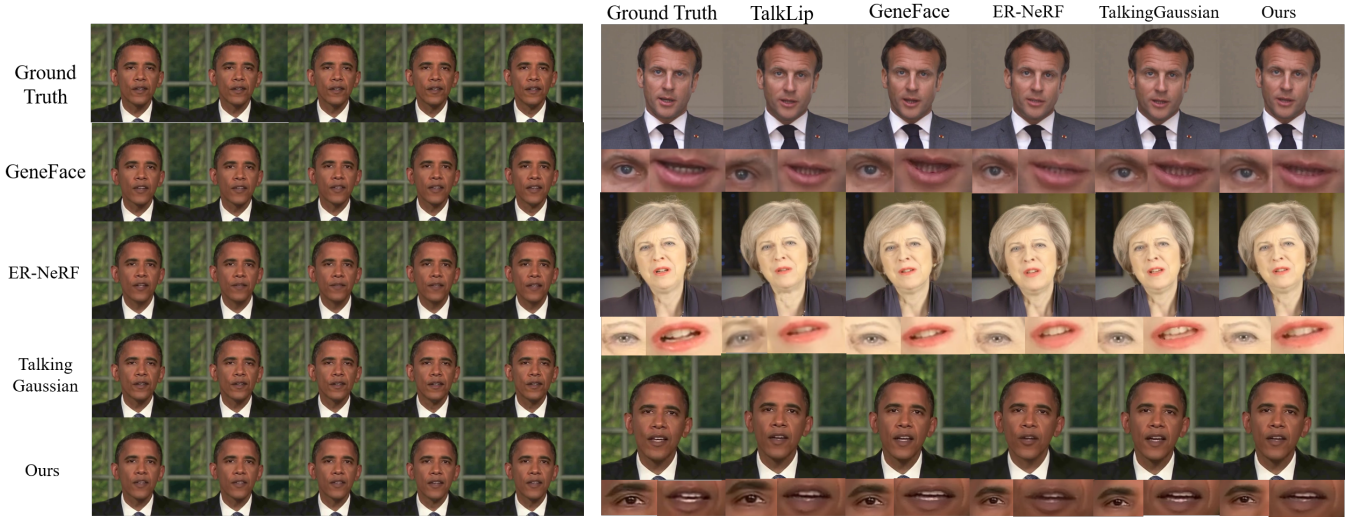 Ground
Truth
GeneFace
ER-NeRF
Talking
Gaussian
Ours
Ground Truth
TalkLip
GeneFace
ER-NeRF
TalkingGaussian
Ours